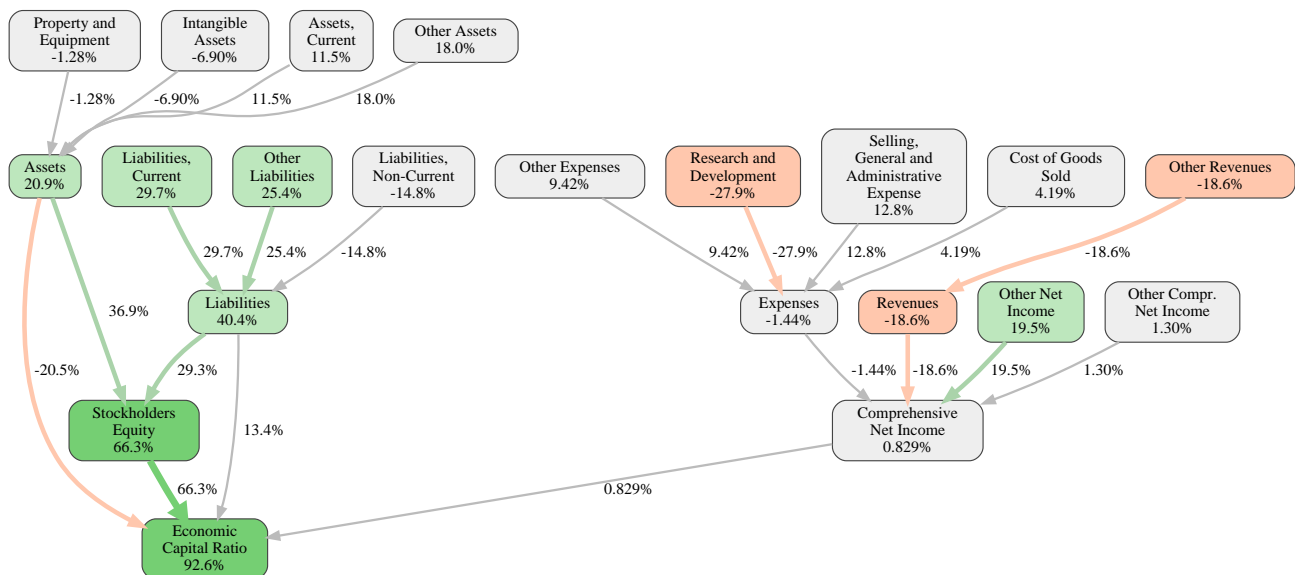 Property and
Equipment
-1.28%
Intangible
Assets
-6.90%
Assets,
Current
11.5%
Other Assets
18.0%
-1.28%
-6.90%
11.5%
18.0%
Assets
20.9%
Liabilities,
Current
29.7%
Other
Liabilities
25.4%
Liabilities,
Non-Current
-14.8%
Other Expenses
9.42%
Research and
Development
-27.9%
Selling,
General and
Administrative
Expense
12.8%
Cost of Goods
Sold
4.19%
Other Revenues
-18.6%
29.7%
25.4%
-14.8%
9.42%
-27.9%
12.8%
4.19%
-18.6%
36.9%
Liabilities
40.4%
Expenses
-1.44%
Revenues
-18.6%
Other Net
Income
19.5%
Other Compr.
Net Income
1.30%
-20.5%
29.3%
-1.44%
-18.6%
19.5%
1.30%
Stockholders
Equity
66.3%
13.4%
Comprehensive
Net Income
0.829%
66.3%
0.829%
Economic
Capital Ratio
92.6%